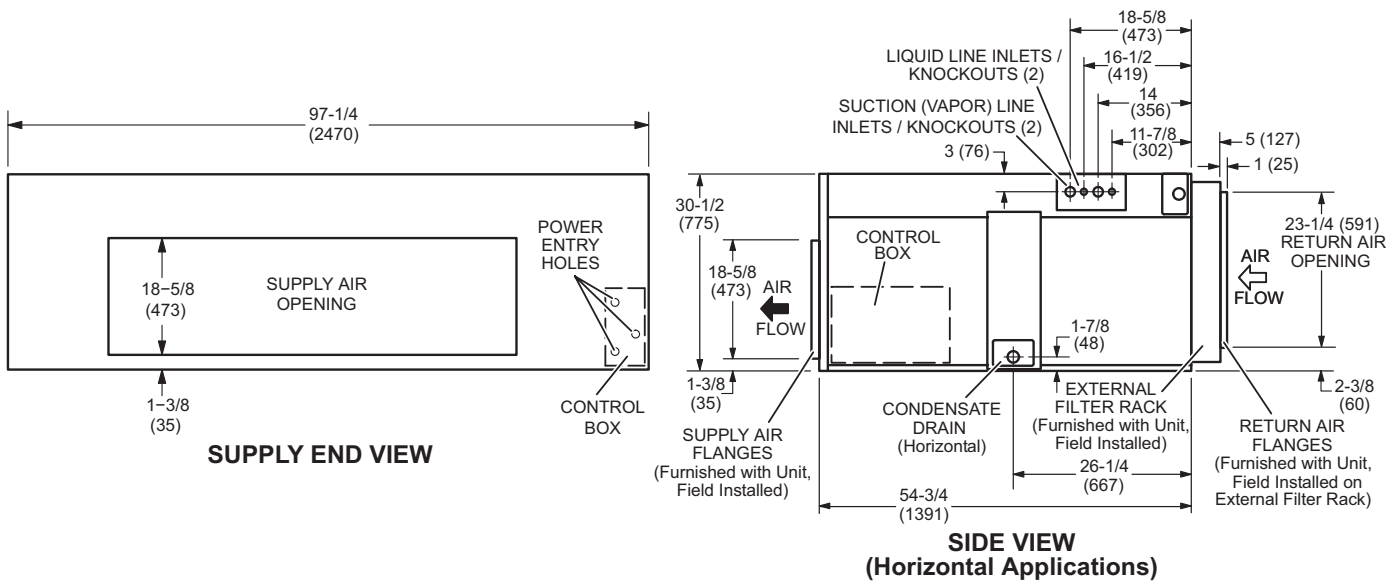 97-1/4
(2470)
POWER
ENTRY
HOLES
18−5/8
(473)
SUPPLY AIR
OPENING
1−3/8
(35)
CONTROL
BOX
SUPPLY END VIEW
18-5/8
(473)
LIQUID LINE INLETS /
KNOCKOUTS (2)
16-1/2
(419)
SUCTION (VAPOR) LINE
INLETS / KNOCKOUTS (2)
14
(356)
11-7/8
(302)
3 (76)
5 (127)
1 (25)
30-1/2
(775)
23-1/4 (591)
RETURN AIR
OPENING
CONTROL
BOX
18-5/8
(473)
AIR
FLOW
AIR
FLOW
1-7/8
(48)
1-3/8
(35)
2-3/8
(60)
SUPPLY AIR
FLANGES
(Furnished with Unit,
Field Installed)
CONDENSATE
DRAIN
(Horizontal)
EXTERNAL
FILTER RACK
(Furnished with Unit,
Field Installed)
RETURN AIR
FLANGES
(Furnished with Unit,
Field Installed on
External Filter Rack)
26-1/4
(667)
54-3/4
(1391)
SIDE VIEW
(Horizontal Applications)